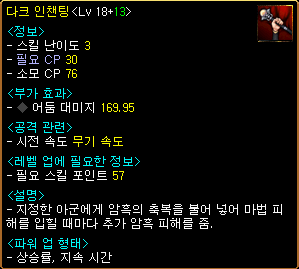 다크 인챈팅<Lv 18+13>
<정보>
- 스킬 난이도 3
- 필요 CP 30
- 소모 CP 76
<부가 효과>
- ◆ 어둠 대미지 169.95
<공격 관련>
- 시전 속도 무기 속도
<레벨 업에 필요한 정보>
- 필요 스킬 포인트 57
<설명>
- 지정한 아군에게 암흑의 축복을 불어 넣어 마법 피
해를 입힐 때마다 추가 암흑 피해를 줌.
<파워 업 형태>
- 상승률, 지속 시간